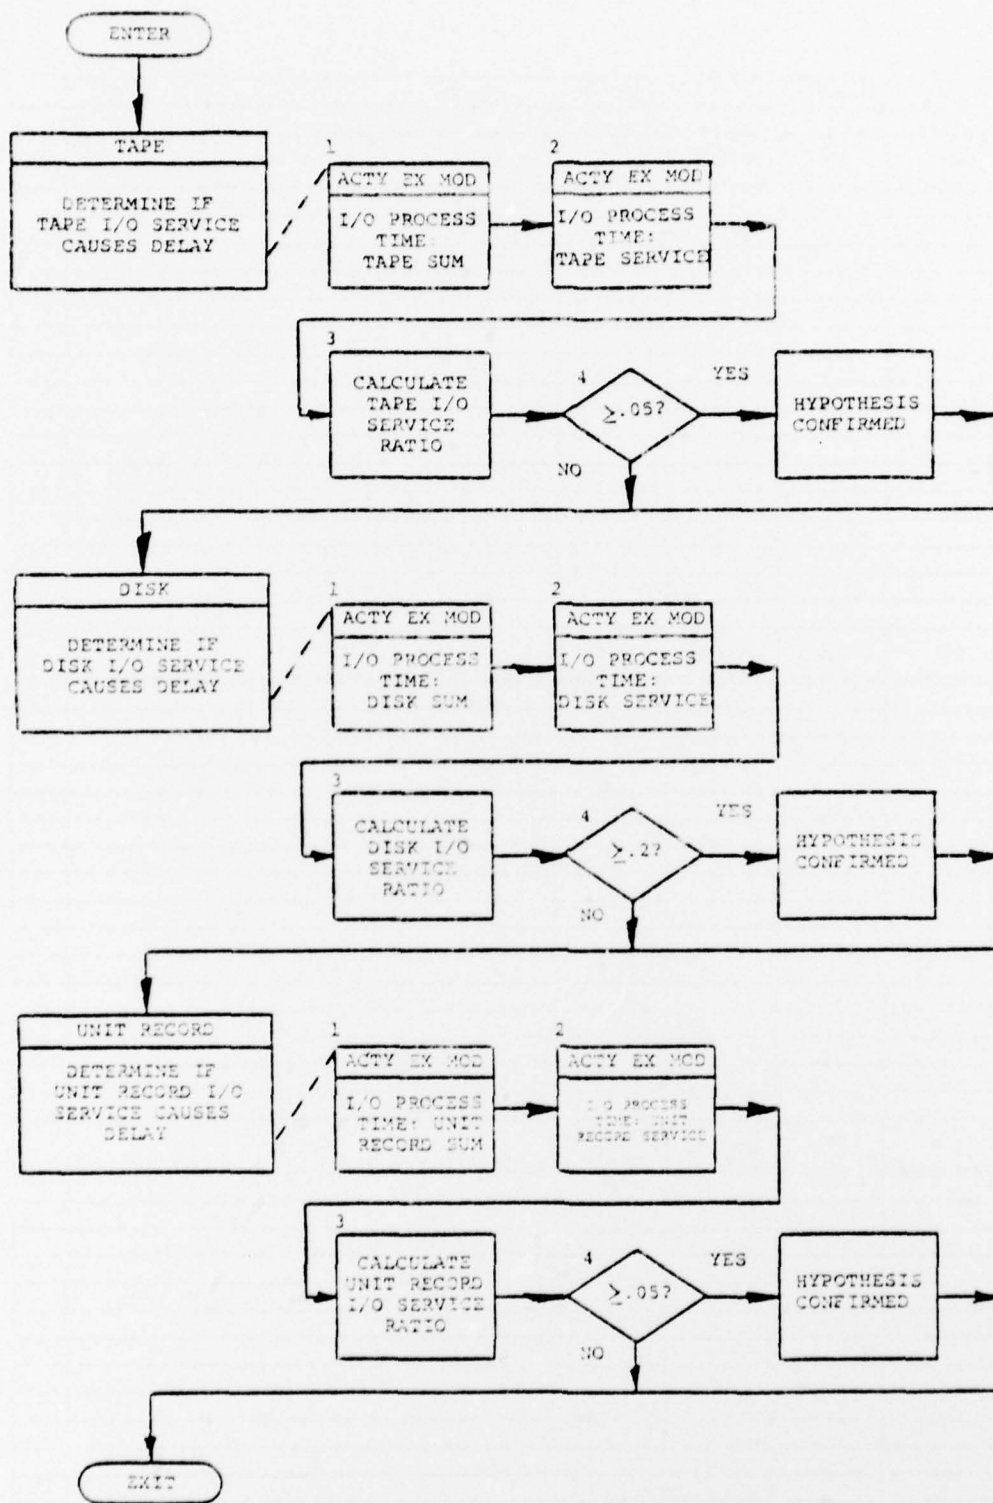 ENTER
TAPE
DETERMINE IF
TAPE I/O SERVICE
CAUSES DELAY
1
ACTY EX MOD
I/O PROCESS
TIME:
TAPE SUM
2
ACTY EX MOD
I/O PROCESS
TIME:
TAPE SERVICE
3
CALCULATE
TAPE I/O
SERVICE
RATIO
4
≥.05?
YES
NO
HYPOTHESIS
CONFIRMED
DISK
DETERMINE IF
DISK I/O SERVICE
CAUSES DELAY
1
ACTY EX MOD
I/O PROCESS
TIME:
DISK SUM
2
ACTY EX MOD
I/O PROCESS
TIME:
DISK SERVICE
3
CALCULATE
DISK I/O
SERVICE
RATIO
4
≥.2?
YES
NO
HYPOTHESIS
CONFIRMED
UNIT RECORD
DETERMINE IF
UNIT RECORD I/O
SERVICE CAUSES
DELAY
1
ACTY EX MOD
I/O PROCESS
TIME: UNIT
RECORD SUM
2
ACTY EX MOD
I/O PROCESS
TIME: UNIT
RECORD SERVICE
3
CALCULATE
UNIT RECORD
I/O SERVICE
RATIO
4
≥.05?
YES
NO
HYPOTHESIS
CONFIRMED
EXIT